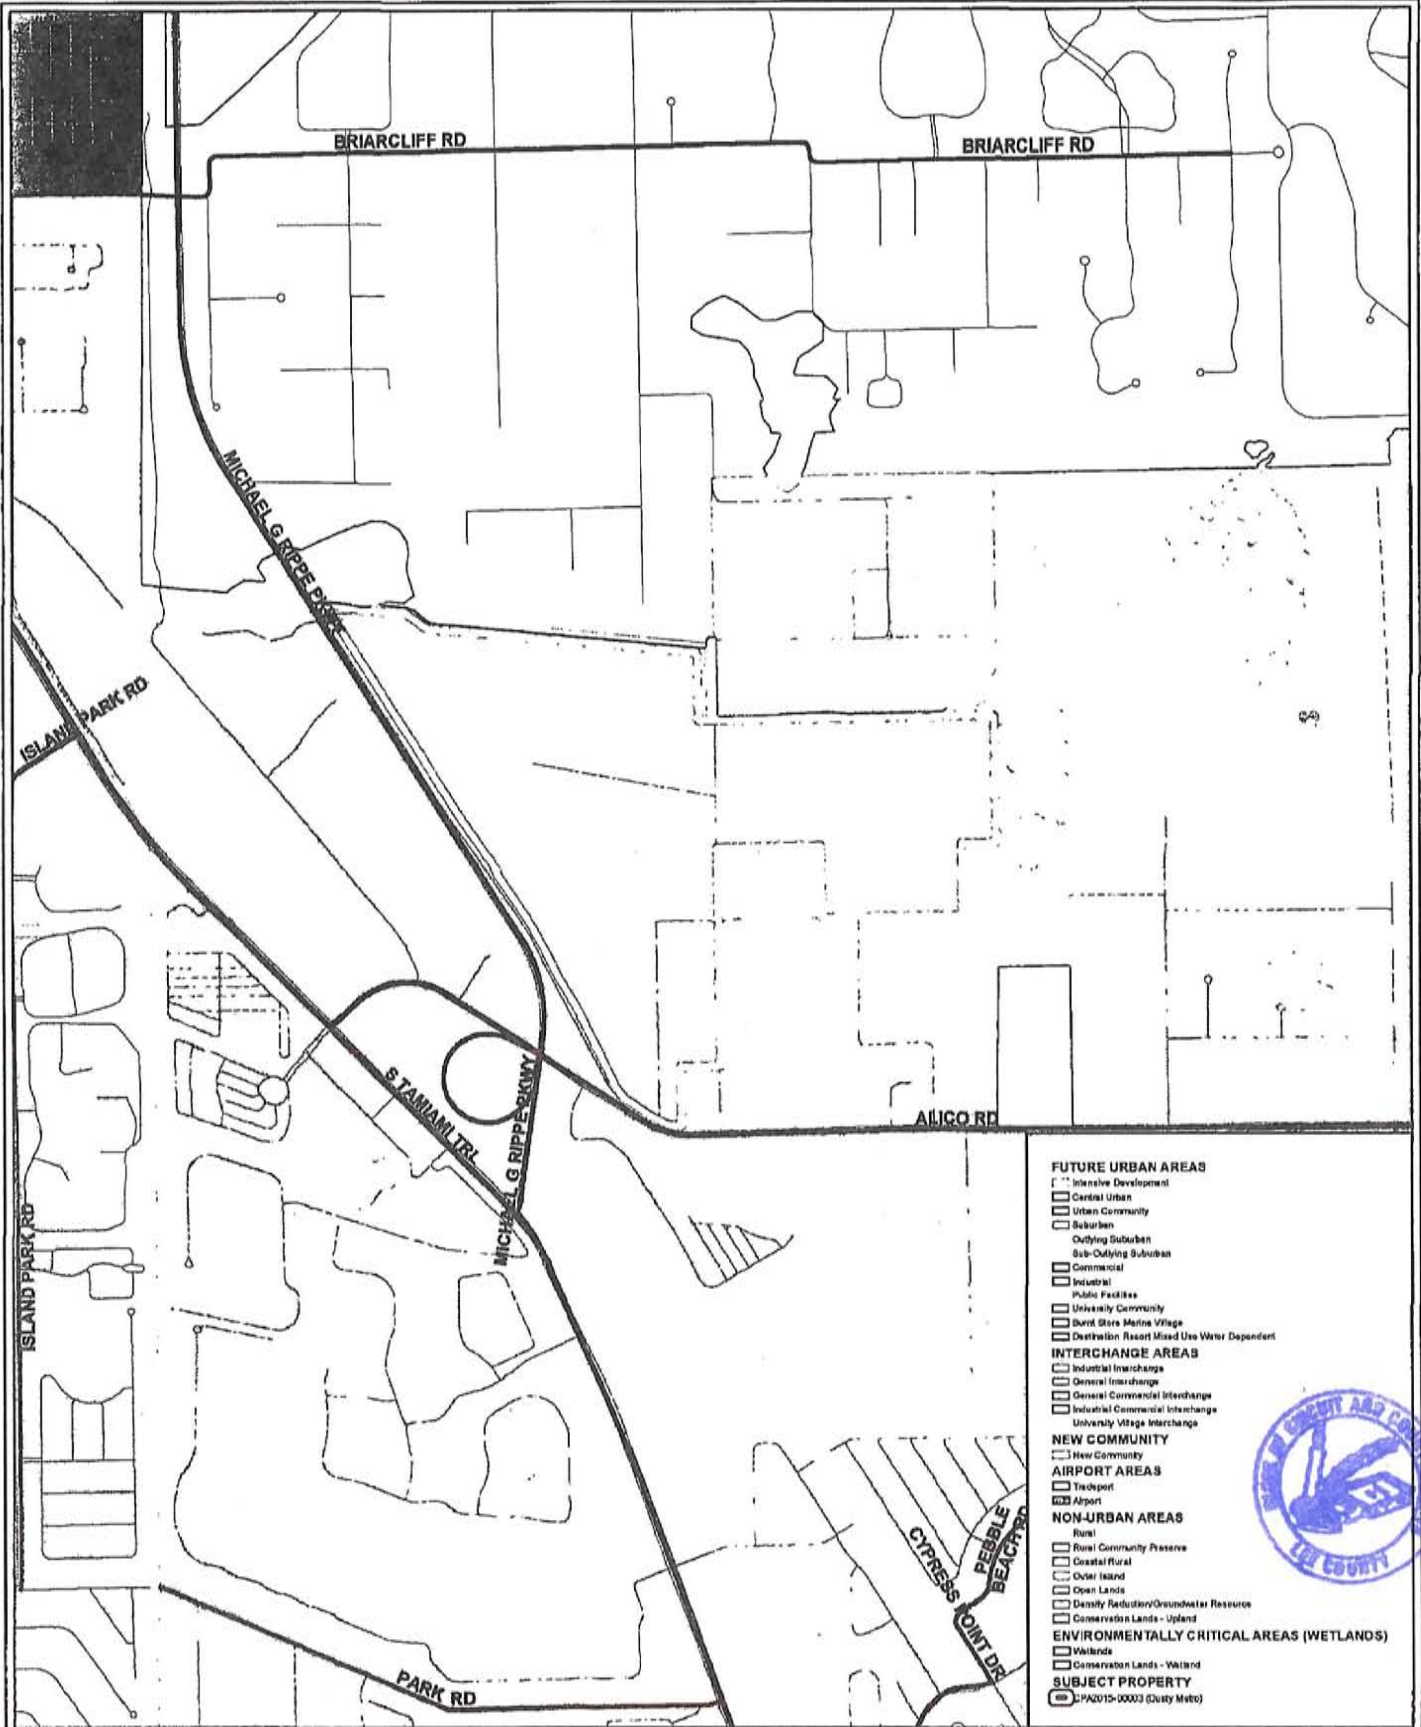 BRIARCLIFF RD
BRIARCLIFF RD
MICHAEL G RIPPE PKWY
ISLAND PARK RD
S TAMIAMI TRL
MICHAEL G RIPPE PKWY
ALICO RD
ISLAND PARK RD
PEBBLE
BEACH RD
CYPRESS POINT DR
PARK RD
FUTURE URBAN AREAS
Intensive Development
Central Urban
Urban Community
Suburban
Outlying Suburban
Sub-Outlying Suburban
Commercial
Industrial
Public Facilities
University Community
Burnt Store Marina Village
Destination Resort Mixed Use Water Dependent
INTERCHANGE AREAS
Industrial Interchange
General Interchange
General Commercial Interchange
Industrial Commercial Interchange
University Village Interchange
NEW COMMUNITY
New Community
AIRPORT AREAS
Tradeport
Airport
NON-URBAN AREAS
Rural
Rural Community Preserve
Coastal Rural
Outer Island
Open Lands
Density Reduction/Groundwater Resource
Conservation Lands - Upland
ENVIRONMENTALLY CRITICAL AREAS (WETLANDS)
Wetlands
Conservation Lands - Wetland
SUBJECT PROPERTY
CPA2015-00003 (Dusty Metro)
CIRCUIT AND
LEE COUNTY